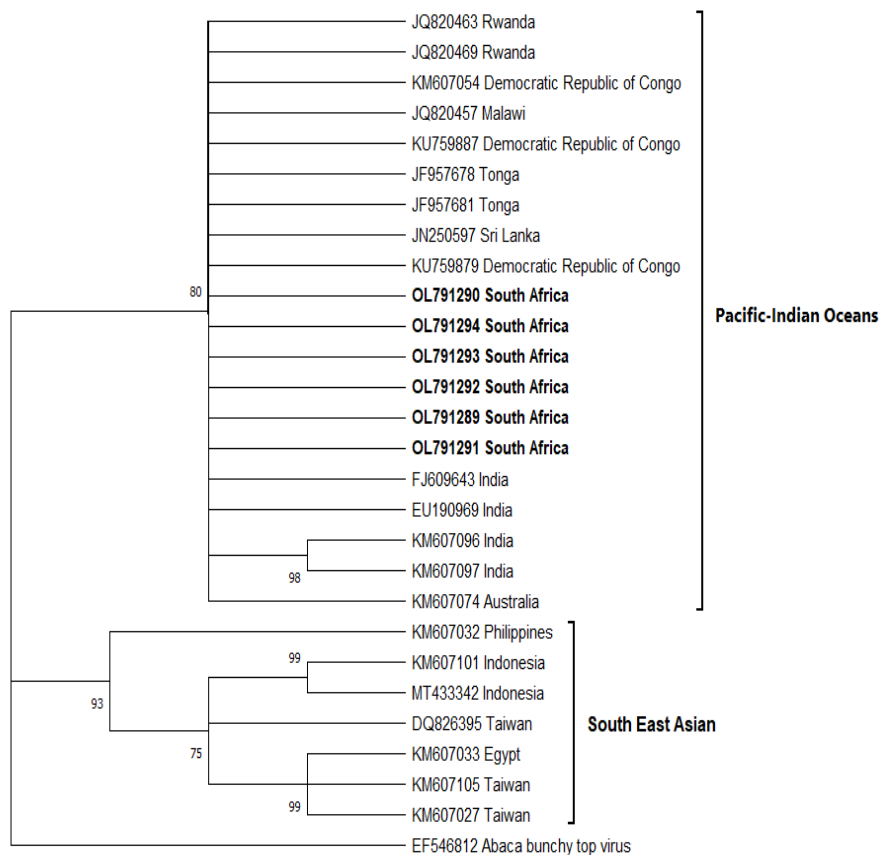 JQ820463 Rwanda
JQ820469 Rwanda
KM607054 Democratic Republic of Congo
JQ820457 Malawi
KU759887 Democratic Republic of Congo
JF957678 Tonga
JF957681 Tonga
JN250597 Sri Lanka
KU759879 Democratic Republic of Congo
80
OL791290 South Africa
Pacific-Indian Oceans
OL791294 South Africa
OL791293 South Africa
OL791292 South Africa
OL791289 South Africa
OL791291 South Africa
FJ609643 India
EU190969 India
KM607096 India
KM607097 India
98
KM607074 Australia
KM607032 Philippines
99
KM607101 Indonesia
MT433342 Indonesia
93
DQ826395 Taiwan
South East Asian
75
KM607033 Egypt
KM607105 Taiwan
99
KM607027 Taiwan
EF546812 Abaca bunchy top virus